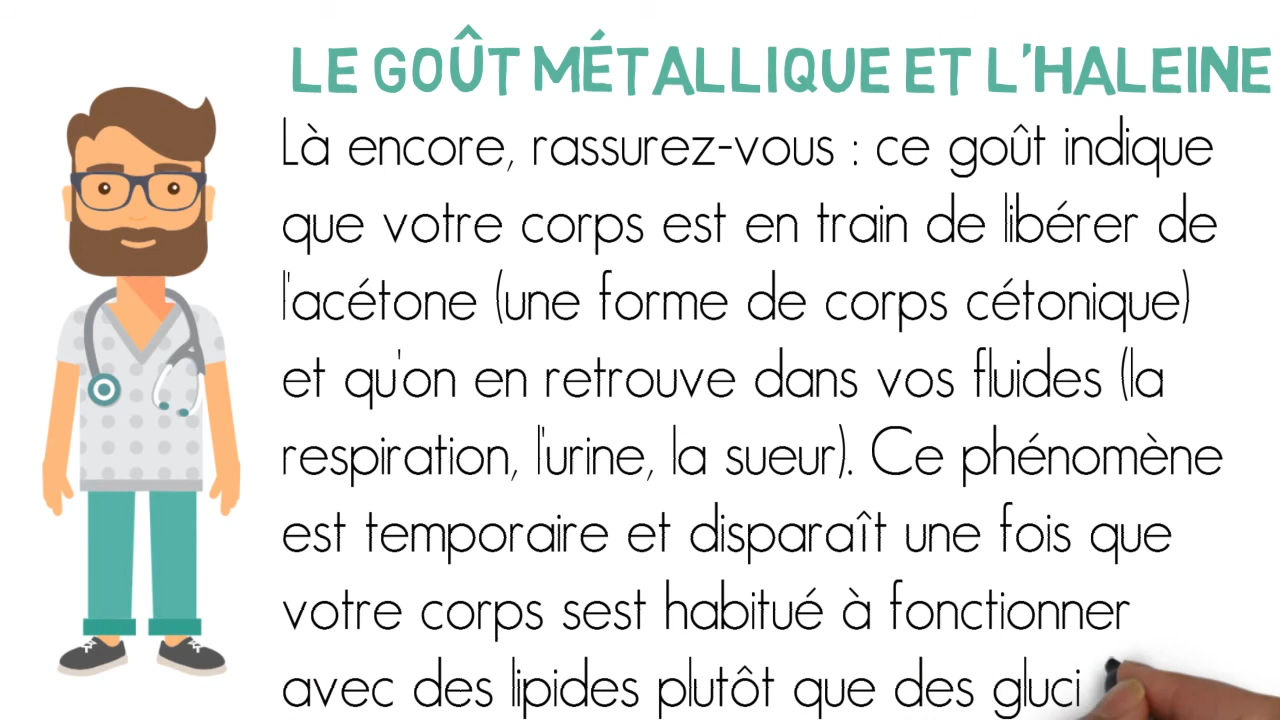 LE GOÛT MÉTALLIQUE ET L'HALEINE
Là encore, rassurez-vous : ce goût indique
que votre corps est en train de libérer de
l'acétone (une forme de corps cétonique)
et qu'on en retrouve dans vos fluides (la
respiration, l'urine, la sueur). Ce phénomène
est temporaire et disparaît une fois que
votre corps sest habitué à fonctionner
avec des lipides plutôt que des gluci